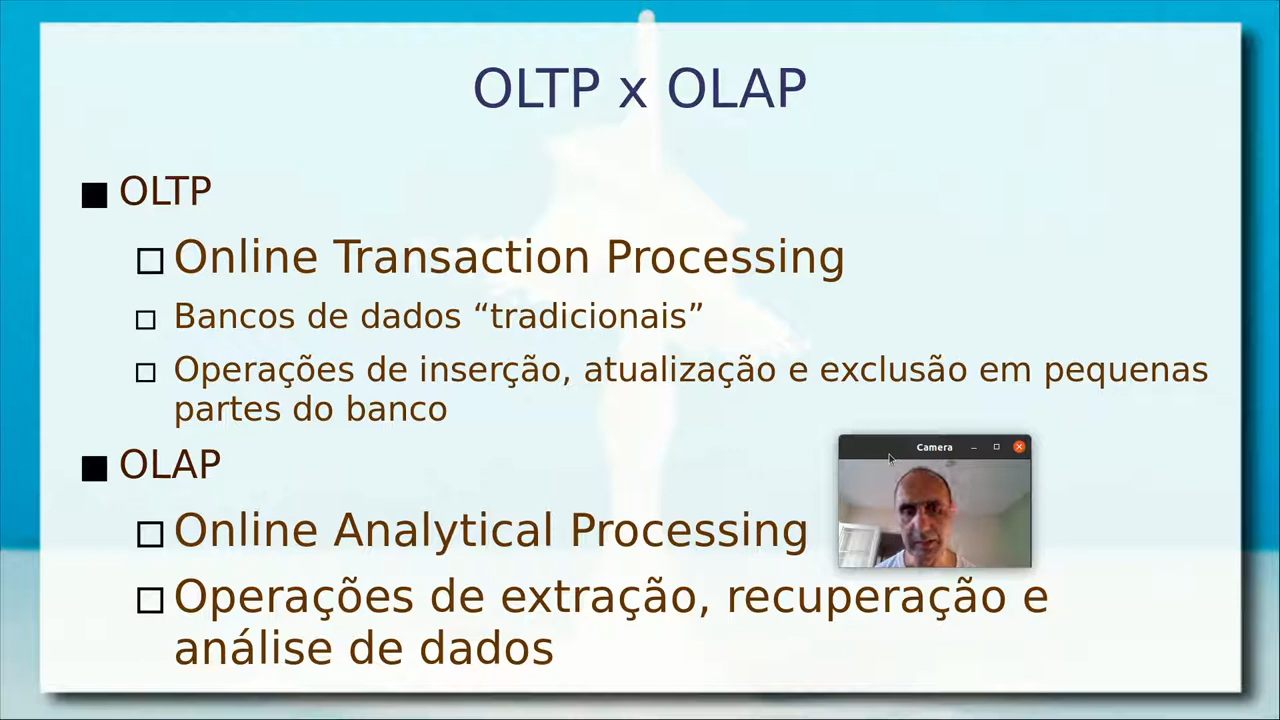 OLTP x OLAP
OLTP
Online Transaction Processing
Bancos de dados “tradicionais”
Operações de inserção, atualização e exclusão em pequenas
partes do banco
OLAP
Camera
Online Analytical Processing
Operações de extração, recuperação e
análise de dados